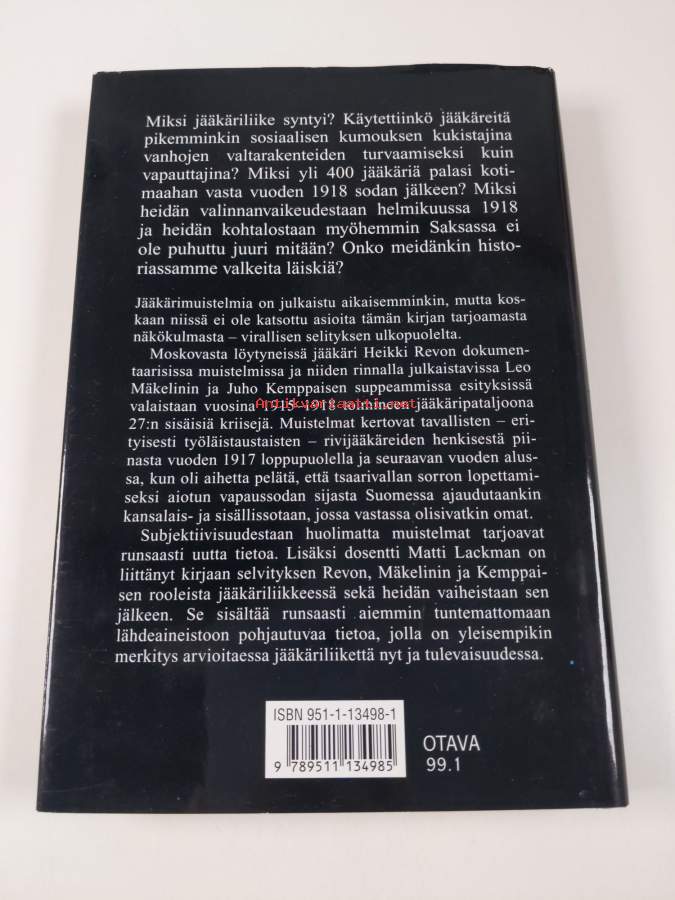 Miksi jääkäriliike syntyi? Käytettiinkö jääkäreitä
pikemminkin sosiaalisen kumouksen kukistajina
vanhojen valtarakenteiden turvaamiseksi kuin
vapauttajina? Miksi yli 400 jääkäriä palasi koti-
maahan vasta vuoden 1918 sodan jälkeen? Miksi
heidän valinnanvaikeudestaan helmikuussa 1918
ja heidän kohtalostaan myöhemmin Saksassa ei
ole puhuttu juuri mitään? Onko meidänkin histo-
riassamme valkeita läiskiä?
Jääkärimuistelmia on julkaistu aikaisemminkin, mutta kos-
kaan niissä ei ole katsottu asioita tämän kirjan tarjoamasta
näkökulmasta – virallisen selityksen ulkopuolelta.
Moskovasta löytyneissä jääkäri Heikki Revon dokumen-
taarisissa muistelmissa ja niiden rinnalla julkaistavissa Leo
Mäkelinin ja Juho Kemppaisen suppeammissa esityksissä
valaistaan vuosina 1915–1918 toimineen jääkäripataljoona
Antikvariaatti.net
27:n sisäisiä kriisejä. Muistelmat kertovat tavallisten – eri-
tyisesti työläistaustaisten – rivijääkäreiden henkisestä pii-
nasta vuoden 1917 loppupuolella ja seuraavan vuoden alus-
sa, kun oli aihetta pelätä, että tsaarivallan sorron lopettami-
seksi aiotun vapaussodan sijasta Suomessa ajaudutaankin
kansalais- ja sisällissotaan, jossa vastassa olisivatkin omat.
Subjektiivisuudestaan huolimatta muistelmat tarjoavat
runsaasti uutta tietoa. Lisäksi dosentti Matti Lackman on
liittänyt kirjaan selvityksen Revon, Mäkelinin ja Kemppai-
sen rooleista jääkäriliikkeessä sekä heidän vaiheistaan sen
jälkeen. Se sisältää runsaasti aiemmin tuntemattomaan
lähdeaineistoon pohjautuvaa tietoa, jolla on yleisempikin
merkitys arvioitaessa jääkäriliikettä nyt ja tulevaisuudessa.
ISBN 951-1-13498-1
9 789511 134985
OTAVA
99.1